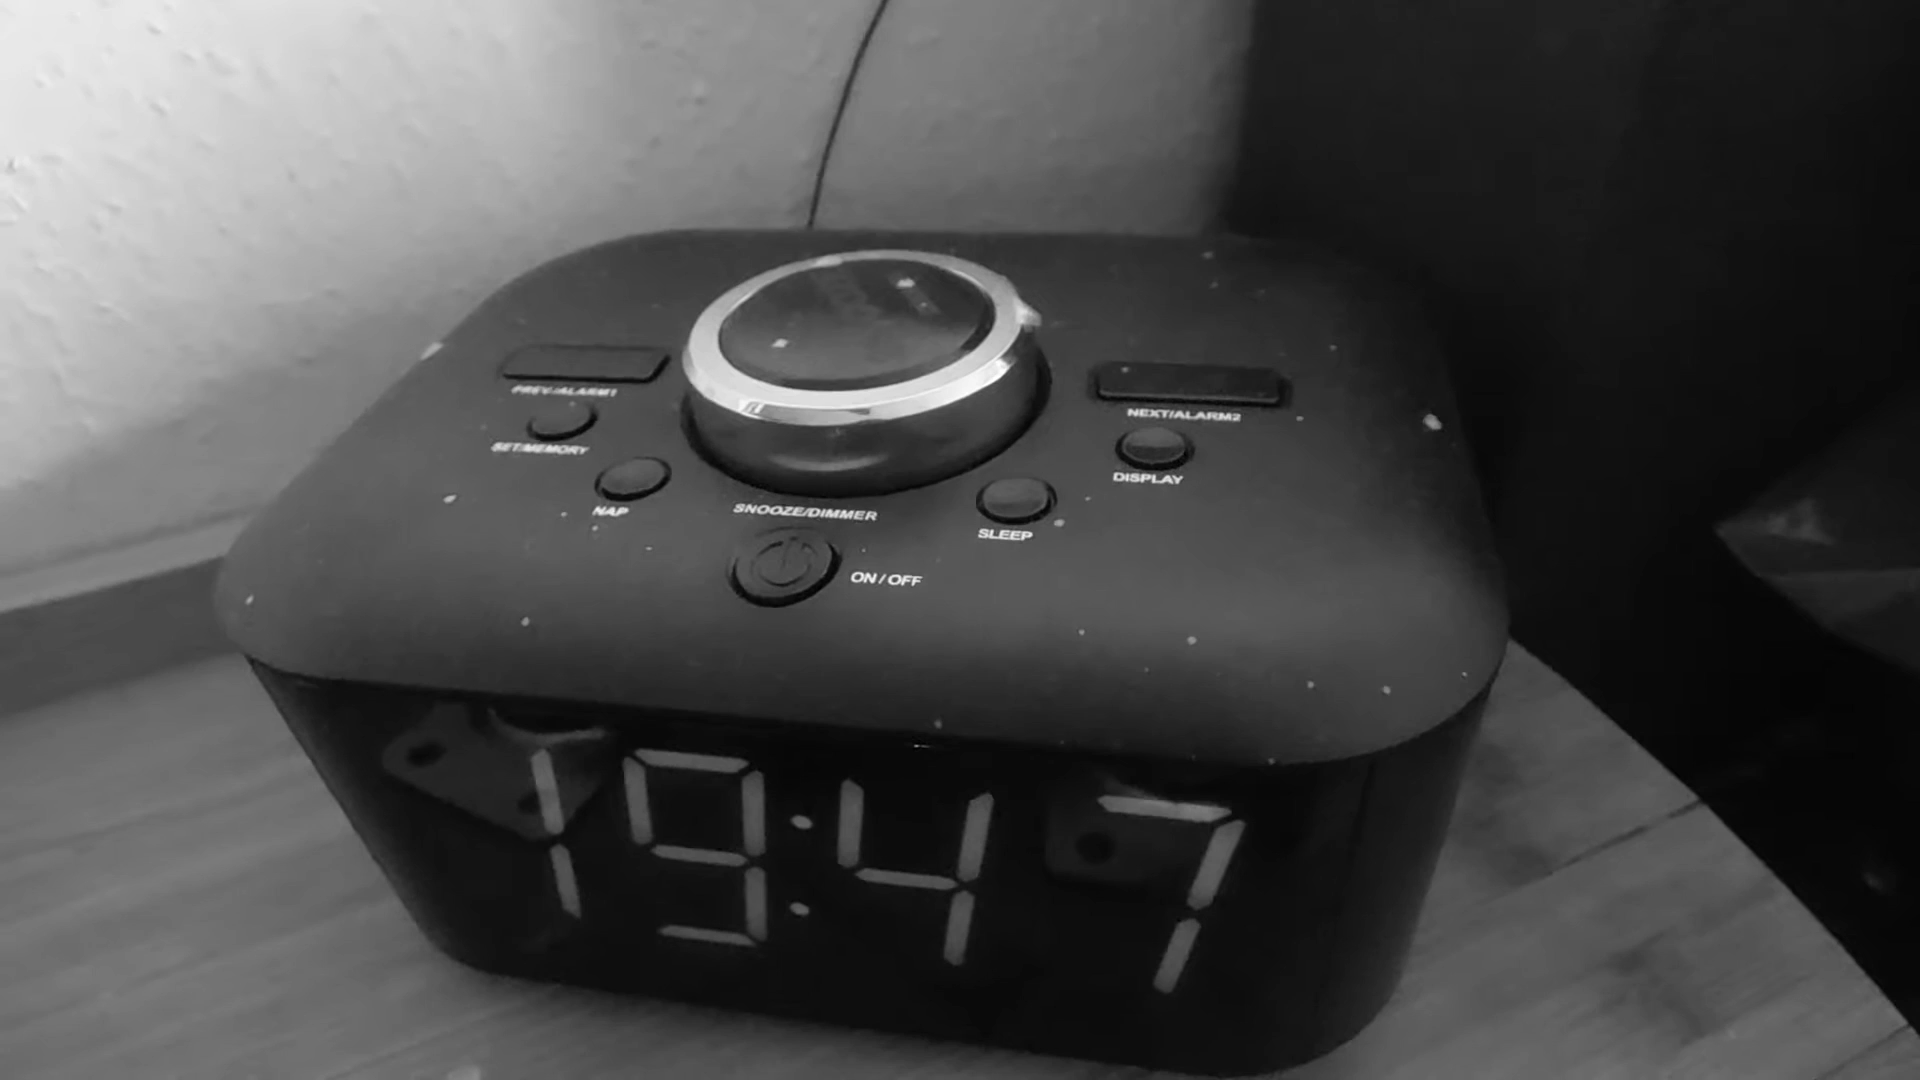 PREV/ALARM1
NEXT/ALARM2
SET/MEMORY
DISPLAY
NAP
SNOOZE/DIMMER
SLEEP
ON / OFF
19:47